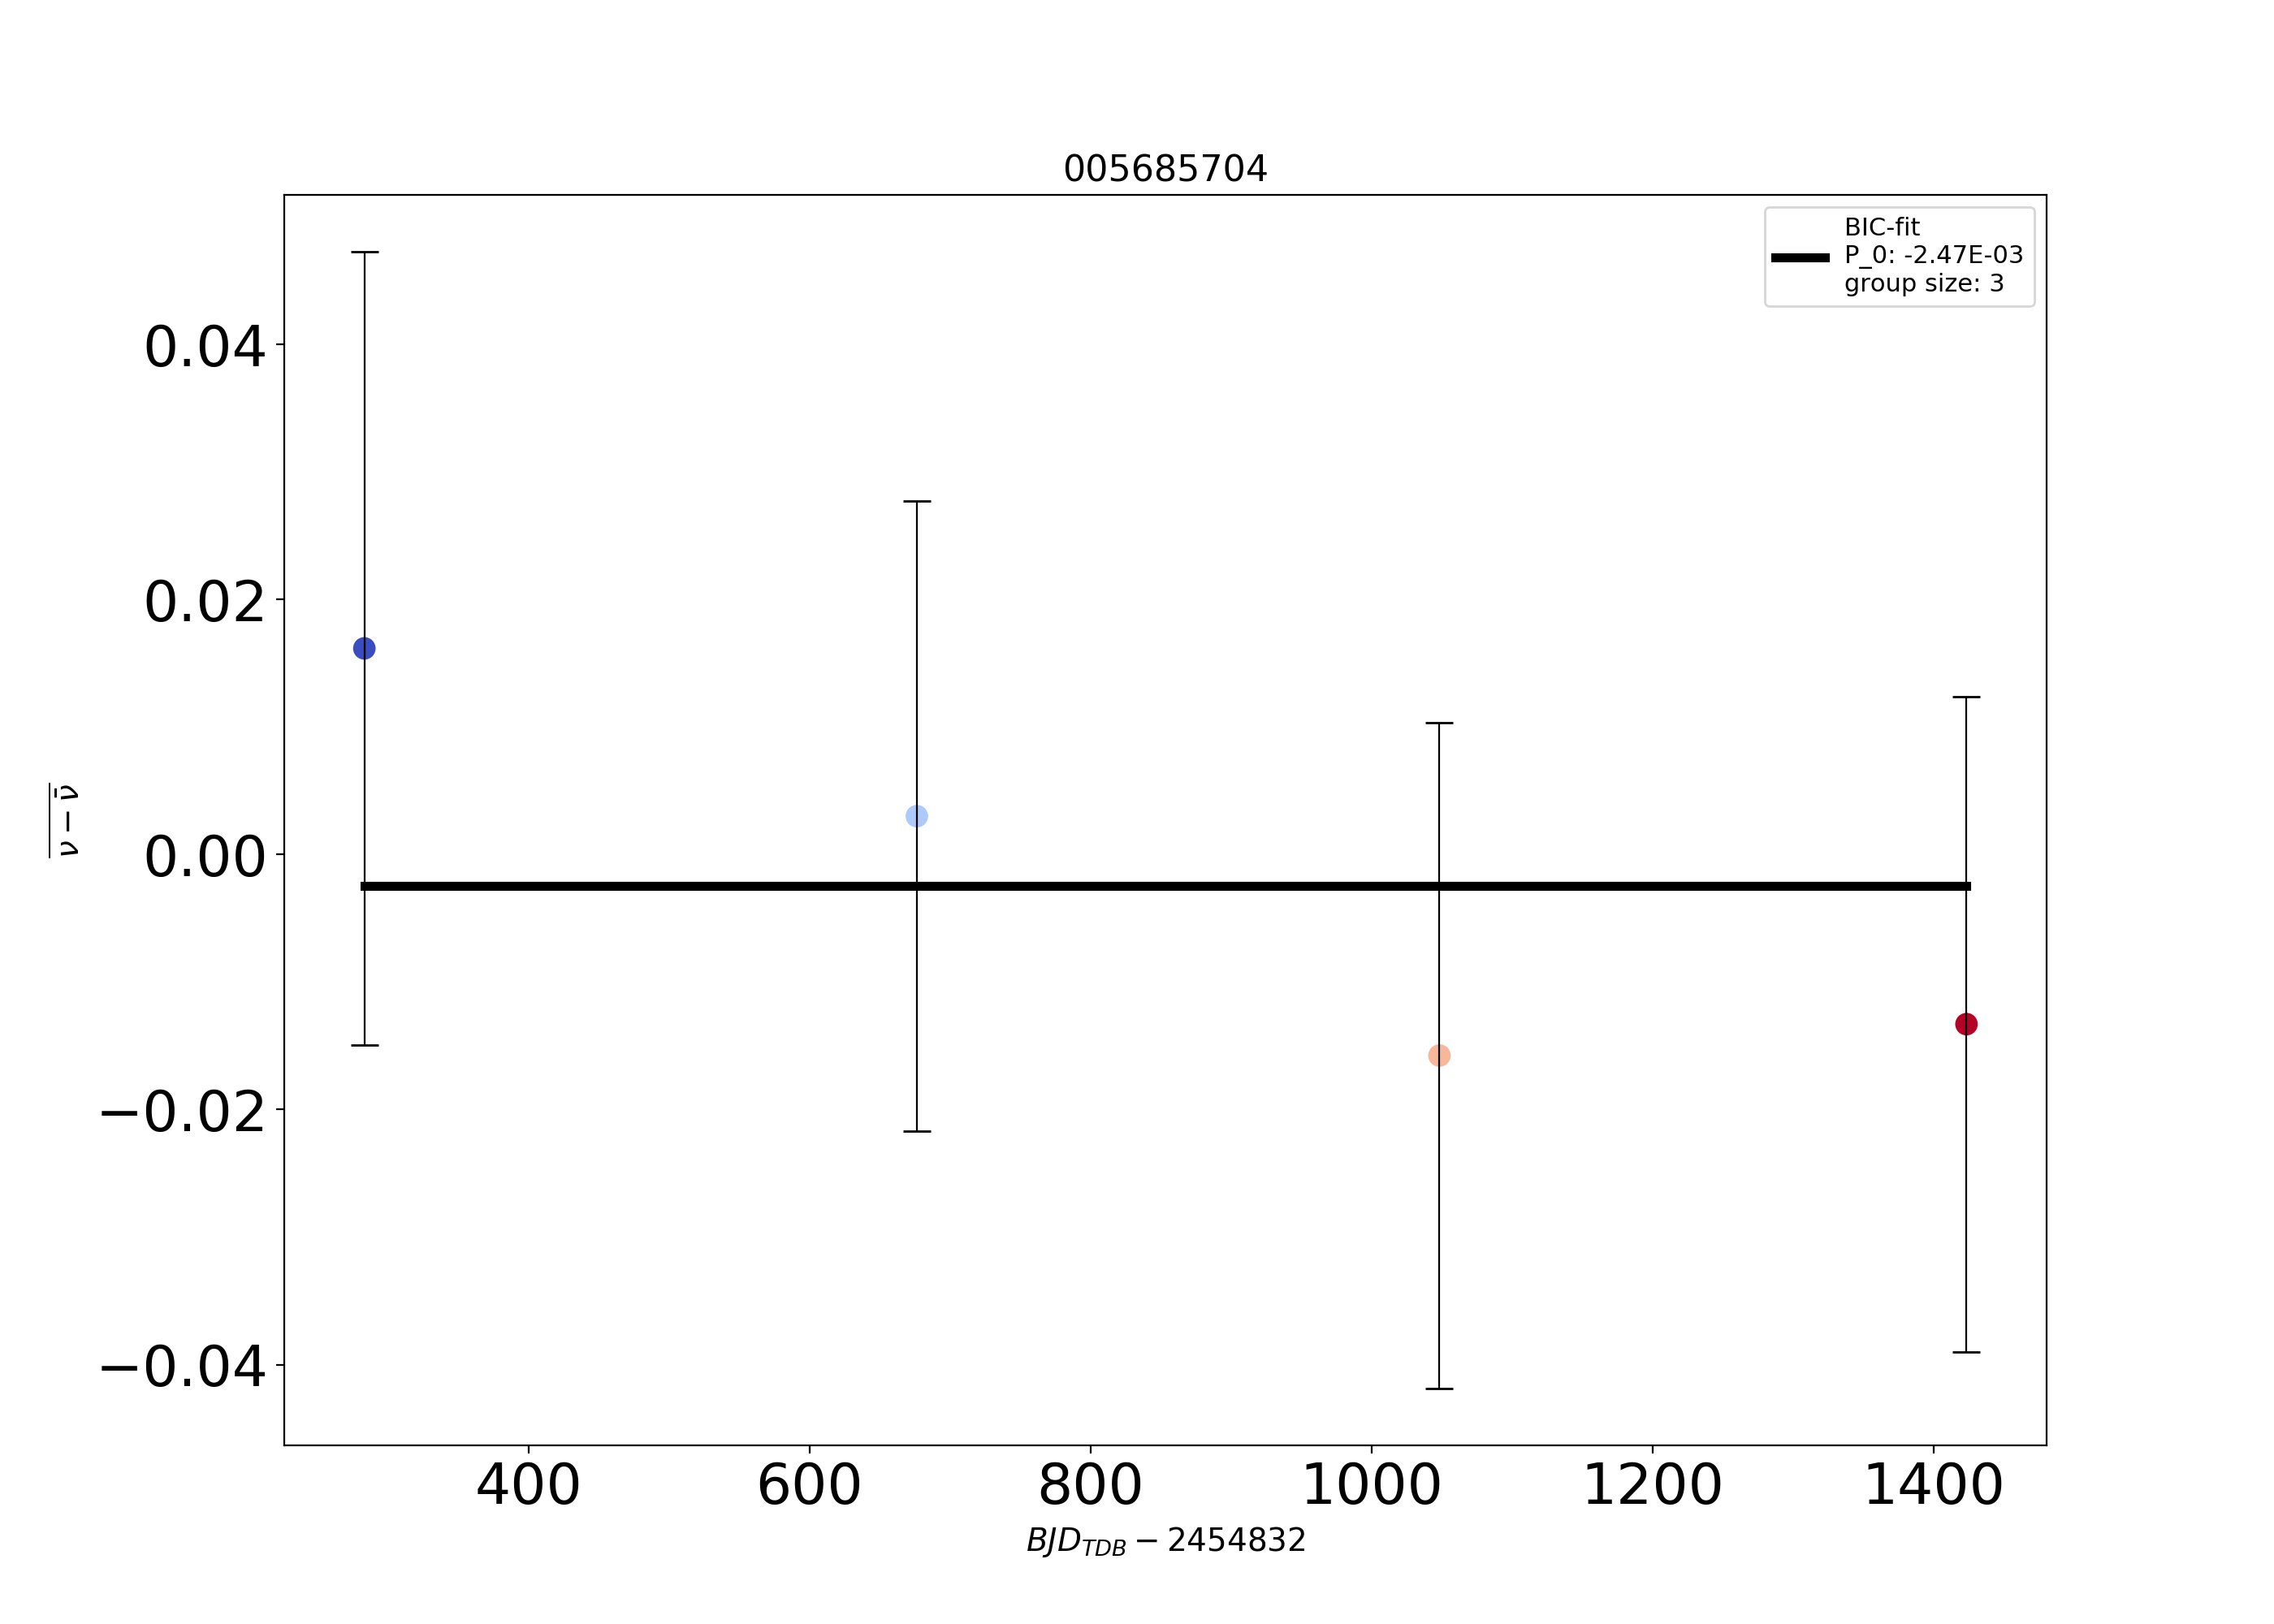 005685704
BIC-fit
P_0: -2.47E-03
group size: 3
0.04
0.02
0.00
−0.02
−0.04
ν − ν̄
400 600 800 1000 1200 1400
BJD_TDB − 2454832